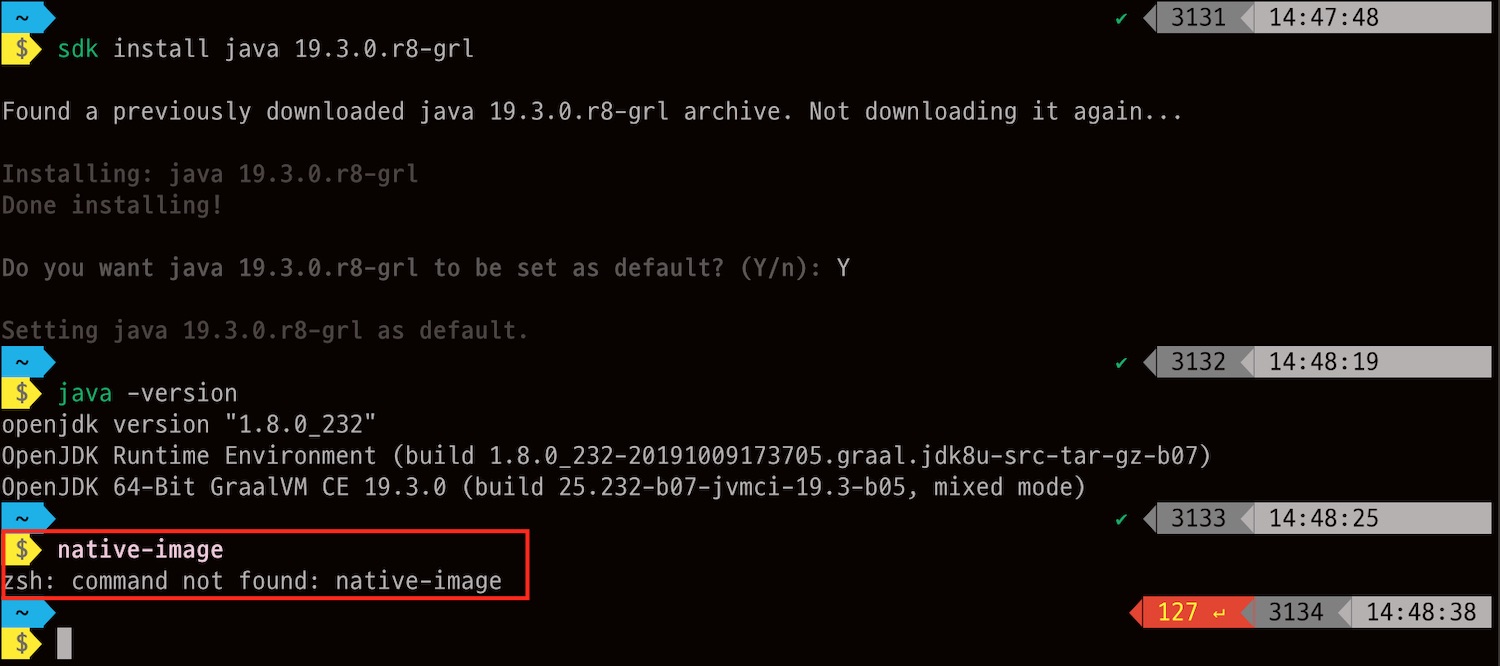 ~ ✔ 3131 14:47:48
$ sdk install java 19.3.0.r8-grl
Found a previously downloaded java 19.3.0.r8-grl archive. Not downloading it again...
Installing: java 19.3.0.r8-grl
Done installing!
Do you want java 19.3.0.r8-grl to be set as default? (Y/n): Y
Setting java 19.3.0.r8-grl as default.
~ ✔ 3132 14:48:19
$ java -version
openjdk version "1.8.0_232"
OpenJDK Runtime Environment (build 1.8.0_232-20191009173705.graal.jdk8u-src-tar-gz-b07)
OpenJDK 64-Bit GraalVM CE 19.3.0 (build 25.232-b07-jvmci-19.3-b05, mixed mode)
~ ✔ 3133 14:48:25
$ native-image
zsh: command not found: native-image
~ 127 ↵ 3134 14:48:38
$